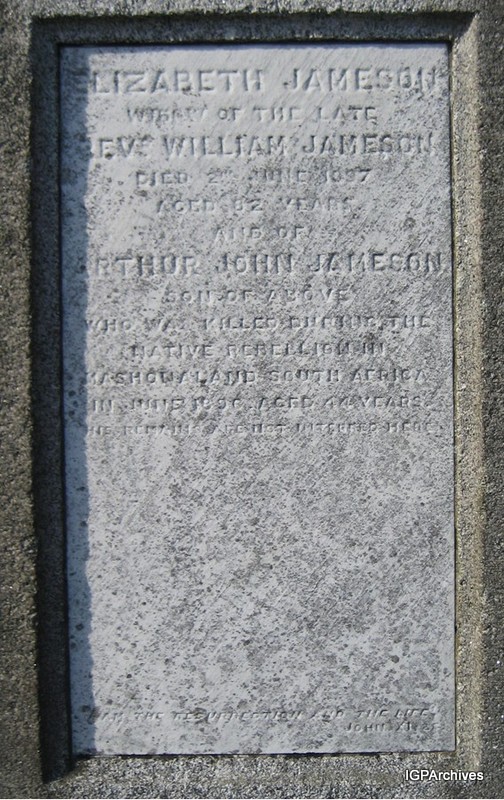 ELIZABETH JAMESON
WIDOW OF THE LATE
REVD WILLIAM JAMESON
DIED 2ND JUNE 1897
AGED 82 YEARS
AND OF
ARTHUR JOHN JAMESON
SON OF ABOVE
WHO WAS KILLED DURING THE
NATIVE REBELLION IN
MASHONALAND SOUTH AFRICA
IN JUNE 1896 AGED 44 YEARS
HIS REMAINS ARE NOT INTERRED HERE
I AM THE RESURRECTION AND THE LIFE
JOHN XI. 25
IGPArchives